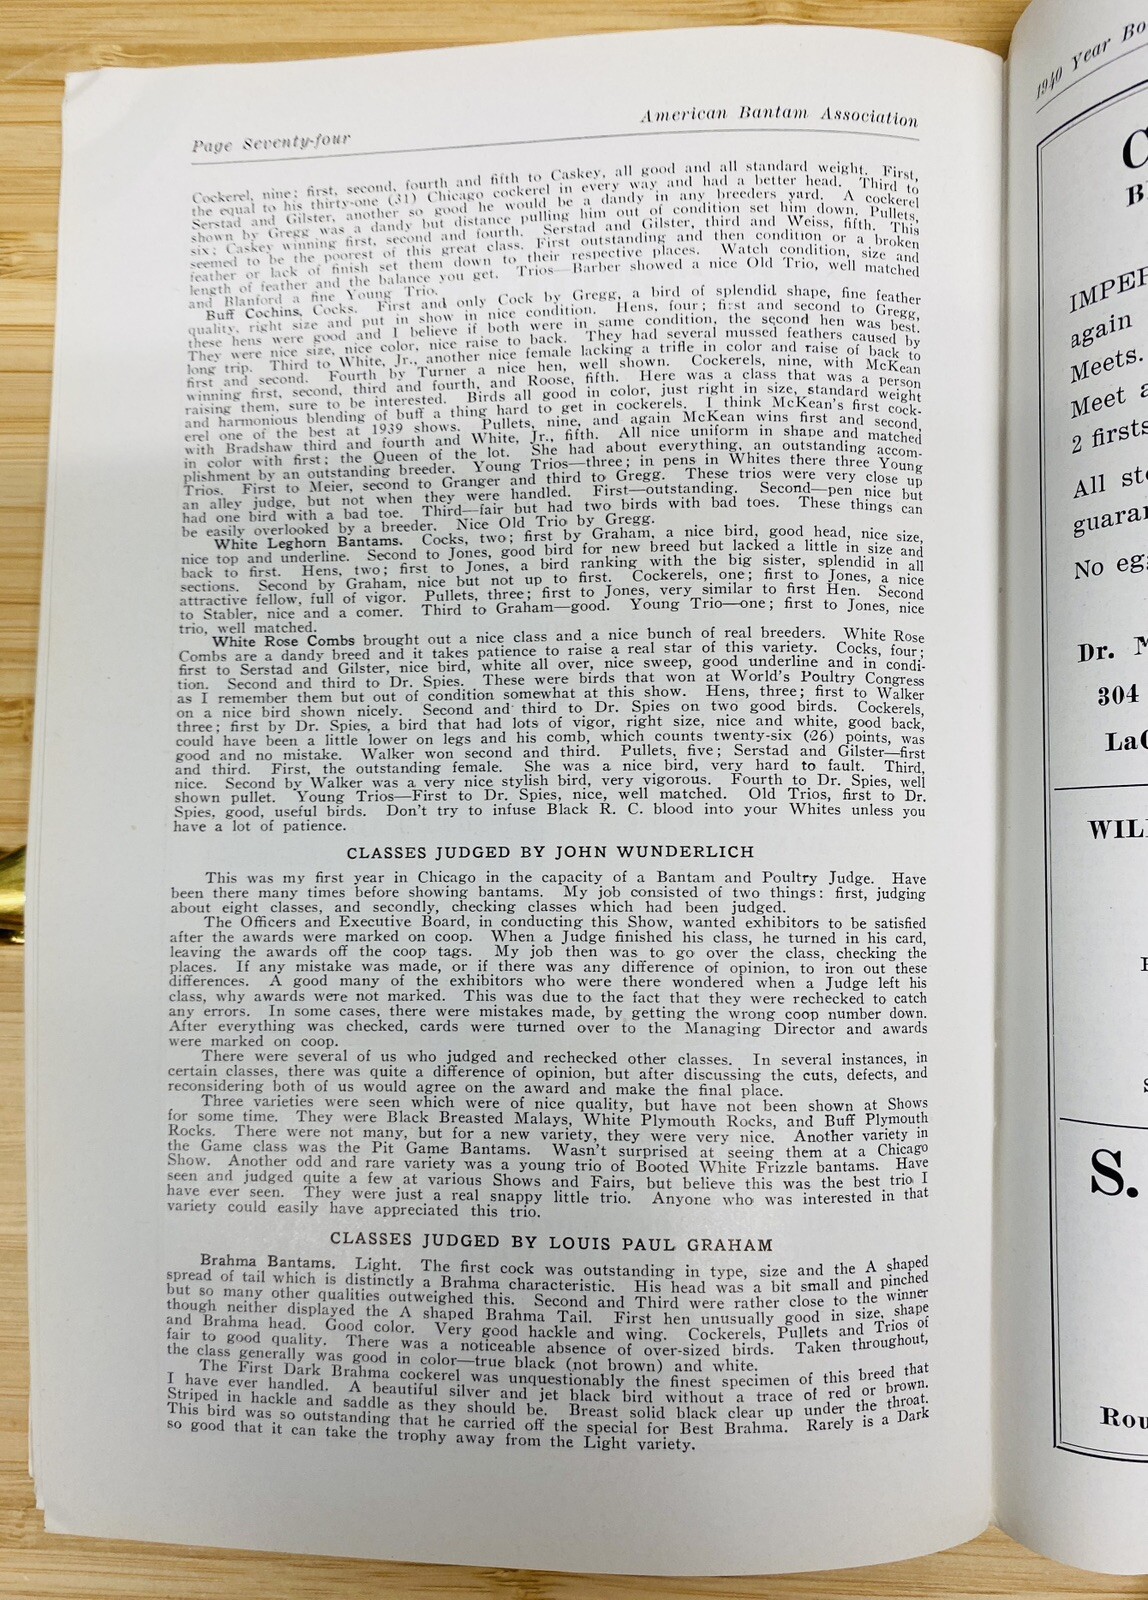 Page Seventy-four
American Bantam Association
Cockerel, nine; first, second, fourth and fifth to Caskey, all good and all standard weight. First,
the equal to his thirty-one (31) Chicago cockerel in every way and had a better head. Third to
Serstad and Gilster, another so good he would be a dandy in any breeders yard. A cockerel
shown by Gregg was a dandy but distance pulling him out of condition set him down, Pullets,
six; Caskey winning first, second and fourth. Serstad and Gilster, third and Weiss, fifth. This
seemed to be the poorest of this great class. First outstanding and then condition or a broken
feather or lack of finish set them down to their respective places. Watch condition, size and
length of feather and the balance you get. Trios—Barber showed a nice Old Trio, well matched
and Blanford a fine Young Trio.
Buff Cochins, Cocks. First and only Cock by Gregg, a bird of splendid shape, fine feather
quality, right size and put in show in nice condition. Hens, four; first and second to Gregg,
these hens were good and I believe if both were in same condition, the second hen was best.
They were nice size, nice color, nice raise to back. They had several mussed feathers caused by
long trip. Third to White, Jr., another nice female lacking a trifle in color and raise of back to
first and second. Fourth by Turner a nice hen, well shown. Cockerels, nine, with McKean
winning first, second, third and fourth, and Roose, fifth. Here was a class that was a person
raising them, sure to be interested. Birds all good in color, just right in size, standard weight
and harmonious blending of buff a thing hard to get in cockerels. I think McKean's first cock-
erel one of the best at 1939 shows. Pullets, nine, and again McKean wins first and second,
with Bradshaw third and fourth and White, Jr., fifth. All nice uniform in shape and matched
in color with first; the Queen of the lot. She had about everything, an outstanding accom-
plishment by an outstanding breeder. Young Trios—three; in pens in Whites there three Young
Trios. First to Meier, second to Granger and third to Gregg. These trios were very close up
an alley judge, but not when they were handled. First—outstanding. Second—pen nice but
had one bird with a bad toe. Third—fair but had two birds with bad toes. These things can
be easily overlooked by a breeder. Nice Old Trio by Gregg.
White Leghorn Bantams. Cocks, two; first by Graham, a nice bird, good head, nice size,
nice top and underline. Second to Jones, good bird for new breed but lacked a little in size and
back to first. Hens, two; first to Jones, a bird ranking with the big sister, splendid in all
sections. Second by Graham, nice but not up to first. Cockerels, one; first to Jones, a nice
attractive fellow, full of vigor. Pullets, three; first to Jones, very similar to first Hen. Second
to Stabler, nice and a comer. Third to Graham—good. Young Trio—one; first to Jones, nice
trio, well matched.
White Rose Combs brought out a nice class and a nice bunch of real breeders. White Rose
Combs are a dandy breed and it takes patience to raise a real star of this variety. Cocks, four;
first to Serstad and Gilster, nice bird, white all over, nice sweep, good underline and in condi-
tion. Second and third to Dr. Spies. These were birds that won at World's Poultry Congress
as I remember them but out of condition somewhat at this show. Hens, three; first to Walker
on a nice bird shown nicely. Second and third to Dr. Spies on two good birds. Cockerels,
three; first by Dr. Spies, a bird that had lots of vigor, right size, nice and white, good back,
could have been a little lower on legs and his comb, which counts twenty-six (26) points, was
good and no mistake. Walker won second and third. Pullets, five; Serstad and Gilster—first
and third. First, the outstanding female. She was a nice bird, very hard to fault. Third,
nice. Second by Walker was a very nice stylish bird, very vigorous. Fourth to Dr. Spies, well
shown pullet. Young Trios—First to Dr. Spies, nice, well matched. Old Trios, first to Dr.
Spies, good, useful birds. Don't try to infuse Black R. C. blood into your Whites unless you
have a lot of patience.
CLASSES JUDGED BY JOHN WUNDERLICH
This was my first year in Chicago in the capacity of a Bantam and Poultry Judge. Have
been there many times before showing bantams. My job consisted of two things: first, judging
about eight classes, and secondly, checking classes which had been judged.
The Officers and Executive Board, in conducting this Show, wanted exhibitors to be satisfied
after the awards were marked on coop. When a Judge finished his class, he turned in his card,
leaving the awards off the coop tags. My job then was to go over the class, checking the
places. If any mistake was made, or if there was any difference of opinion, to iron out these
differences. A good many of the exhibitors who were there wondered when a Judge left his
class, why awards were not marked. This was due to the fact that they were rechecked to catch
any errors. In some cases, there were mistakes made, by getting the wrong coop number down.
After everything was checked, cards were turned over to the Managing Director and awards
were marked on coop.
There were several of us who judged and rechecked other classes. In several instances, in
certain classes, there was quite a difference of opinion, but after discussing the cuts, defects, and
reconsidering both of us would agree on the award and make the final place.
Three varieties were seen which were of nice quality, but have not been shown at Shows
for some time. They were Black Breasted Malays, White Plymouth Rocks, and Buff Plymouth
Rocks. There were not many, but for a new variety, they were very nice. Another variety in
the Game class was the Pit Game Bantams. Wasn't surprised at seeing them at a Chicago
Show. Another odd and rare variety was a young trio of Booted White Frizzle bantams. Have
seen and judged quite a few at various Shows and Fairs, but believe this was the best trio I
have ever seen. They were just a real snappy little trio. Anyone who was interested in that
variety could easily have appreciated this trio.
CLASSES JUDGED BY LOUIS PAUL GRAHAM
Brahma Bantams. Light. The first cock was outstanding in type, size and the A shaped
spread of tail which is distinctly a Brahma characteristic. His head was a bit small and pinched
but so many other qualities outweighed this. Second and Third were rather close to the winner
though neither displayed the A shaped Brahma Tail. First hen unusually good in size, shape
and Brahma head. Good color. Very good hackle and wing. Cockerels, Pullets and Trios of
fair to good quality. There was a noticeable absence of over-sized birds. Taken throughout,
the class generally was good in color—true black (not brown) and white.
The First Dark Brahma cockerel was unquestionably the finest specimen of this breed that
I have ever handled. A beautiful silver and jet black bird without a trace of red or brown.
Striped in hackle and saddle as they should be. Breast solid black clear up under the throat.
This bird was so outstanding that he carried off the special for Best Brahma. Rarely is a Dark
so good that it can take the trophy away from the Light variety.
1940 Year Bo
C
B
IMPER
again
Meets.
Meet a
2 firsts
All sto
guaran
No egg
Dr. M
304
LaC
WIL
S.
Rou